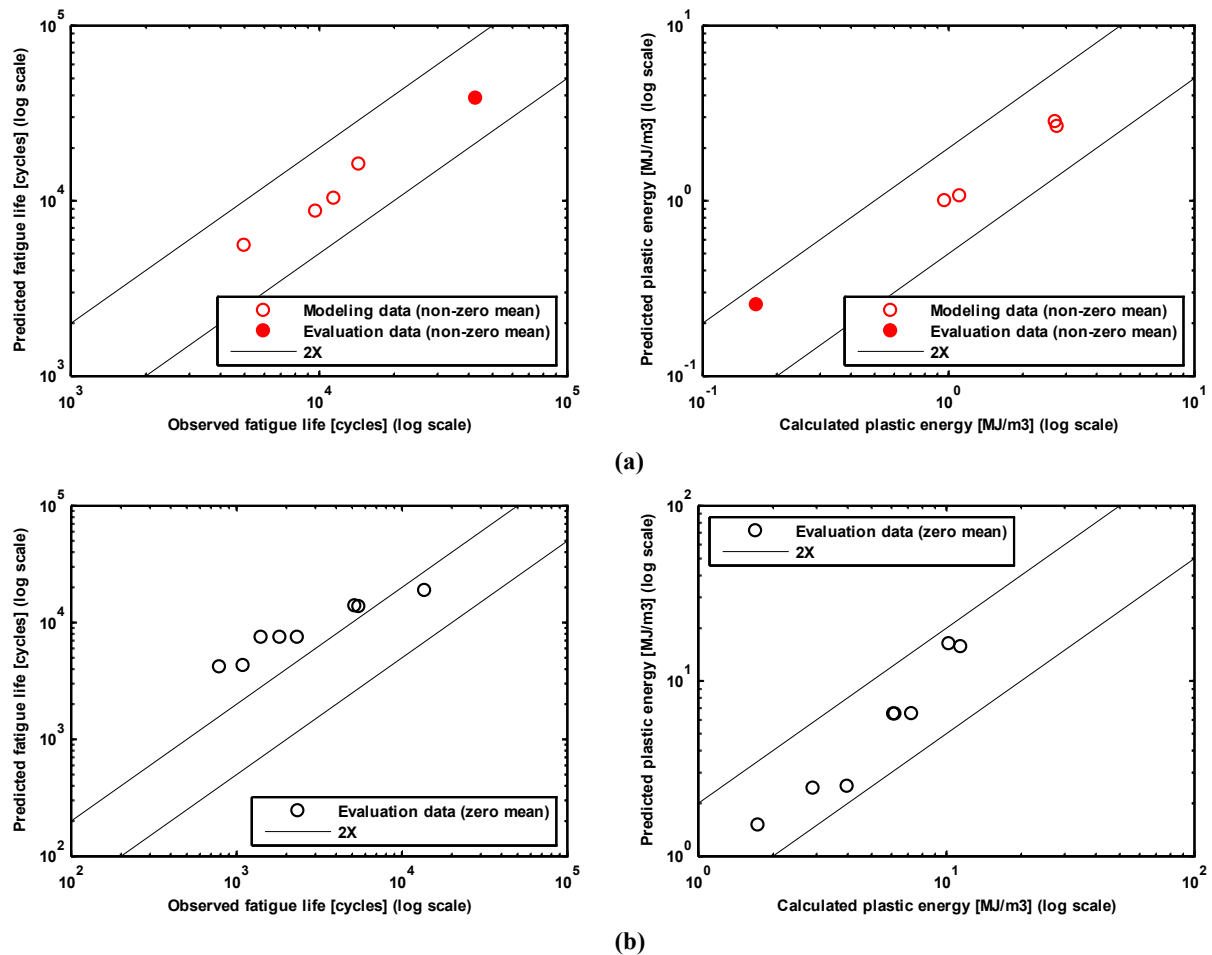 Predicted fatigue life [cycles] (log scale)
10^5
10^4
10^3
Modeling data (non-zero mean)
Evaluation data (non-zero mean)
2X
10^3
10^4
10^5
Observed fatigue life [cycles] (log scale)
Predicted plastic energy [MJ/m3] (log scale)
10^1
10^0
10^-1
Modeling data (non-zero mean)
Evaluation data (non-zero mean)
2X
10^-1
10^0
10^1
Calculated plastic energy [MJ/m3] (log scale)
(a)
Predicted fatigue life [cycles] (log scale)
10^5
10^4
10^3
10^2
Evaluation data (zero mean)
2X
10^2
10^3
10^4
10^5
Observed fatigue life [cycles] (log scale)
Predicted plastic energy [MJ/m3] (log scale)
10^2
10^1
10^0
Evaluation data (zero mean)
2X
10^0
10^1
10^2
Calculated plastic energy [MJ/m3] (log scale)
(b)